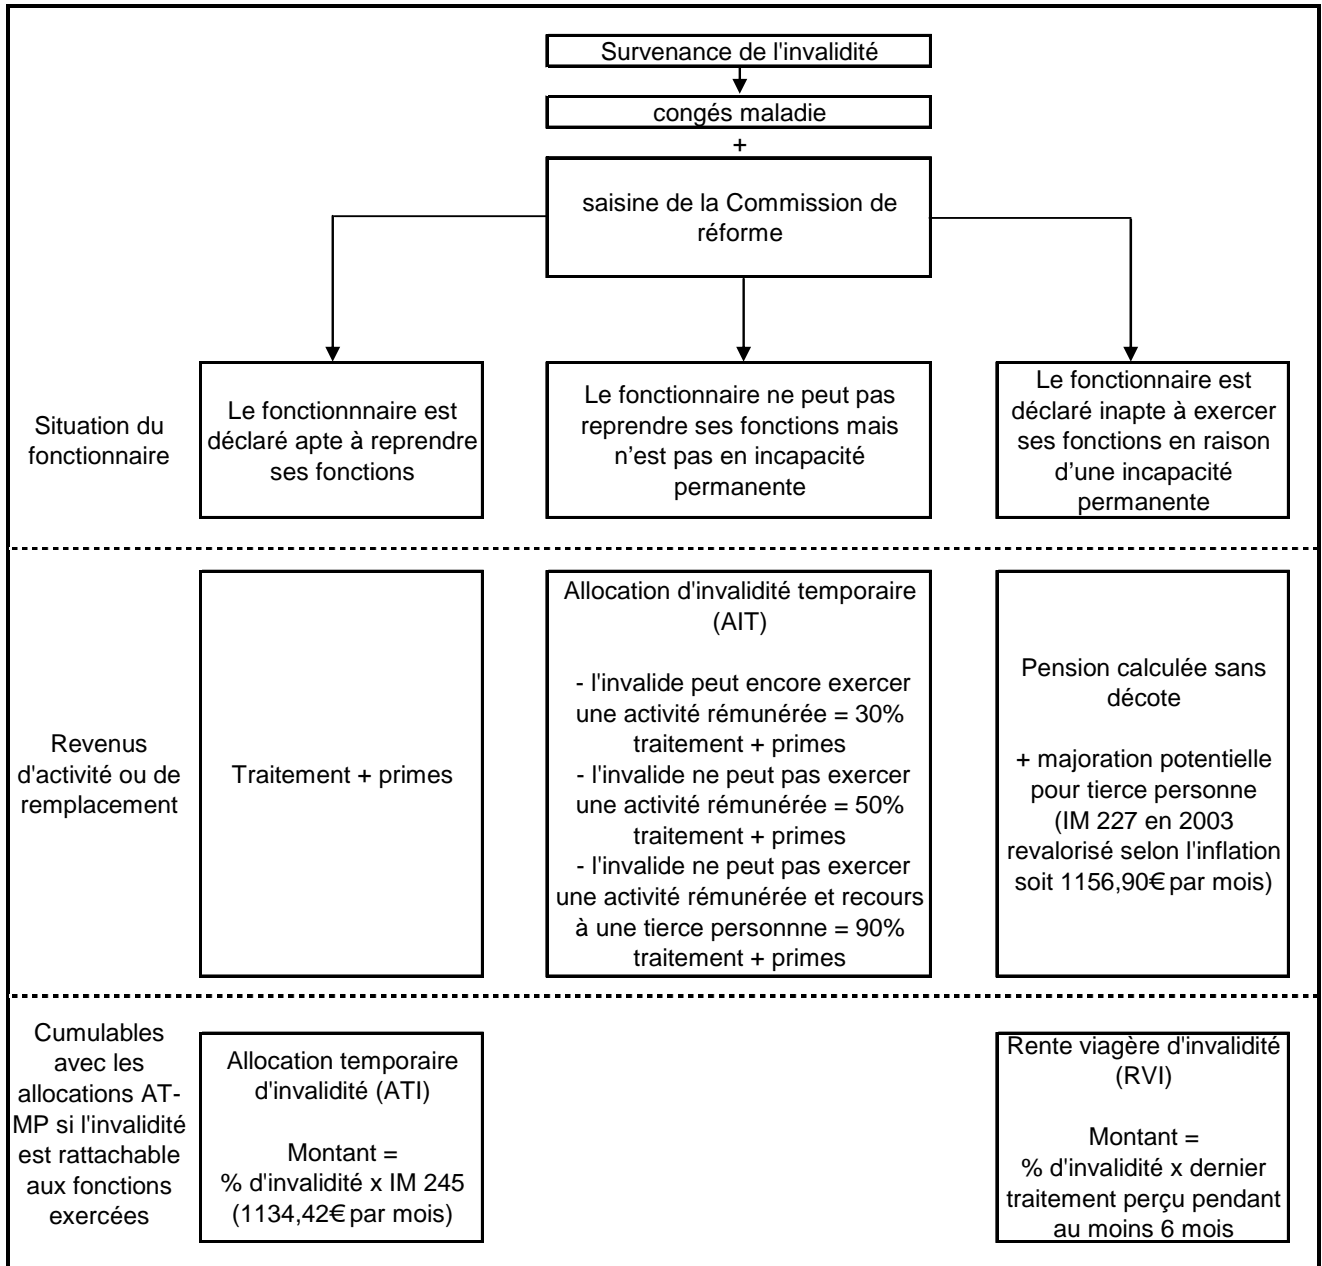 Survenance de l'invalidité
congés maladie
+
saisine de la Commission de
réforme
Situation du
fonctionnaire
Le fonctionnnaire est
déclaré apte à reprendre
ses fonctions
Le fonctionnaire ne peut pas
reprendre ses fonctions mais
n’est pas en incapacité
permanente
Le fonctionnaire est
déclaré inapte à exercer
ses fonctions en raison
d’une incapacité
permanente
Revenus
d'activité ou de
remplacement
Traitement + primes
Allocation d'invalidité temporaire
(AIT)
- l'invalide peut encore exercer
une activité rémunérée = 30%
traitement + primes
- l'invalide ne peut pas exercer
une activité rémunérée = 50%
traitement + primes
- l'invalide ne peut pas exercer
une activité rémunérée et recours
à une tierce personnne = 90%
traitement + primes
Pension calculée sans
décote
+ majoration potentielle
pour tierce personne
(IM 227 en 2003
revalorisé selon l'inflation
soit 1156,90€ par mois)
Cumulables
avec les
allocations AT-
MP si l'invalidité
est rattachable
aux fonctions
exercées
Allocation temporaire
d'invalidité (ATI)
Montant =
% d'invalidité x IM 245
(1134,42€ par mois)
Rente viagère d'invalidité
(RVI)
Montant =
% d'invalidité x dernier
traitement perçu pendant
au moins 6 mois